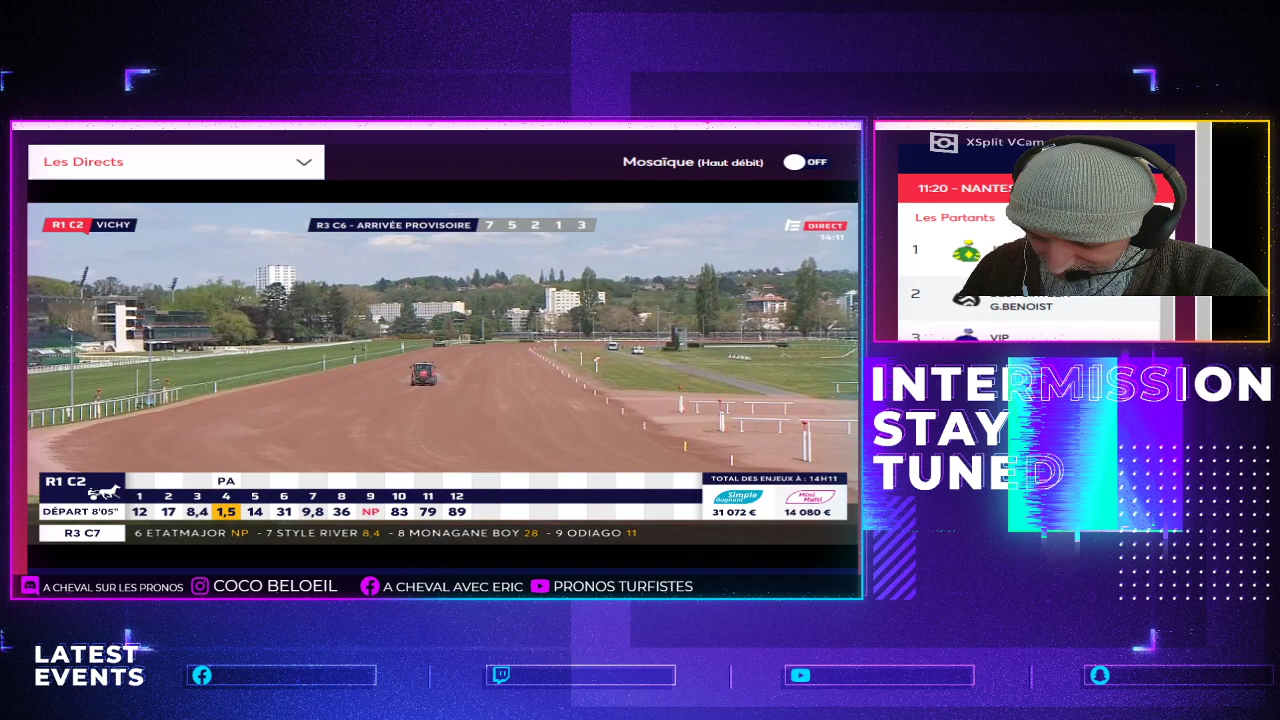 Les Directs
Mosaïque (Haut débit)
OFF
R1 C2 VICHY
R3 C6 - ARRIVÉE PROVISOIRE 7 5 2 1 3
DIRECT
14:11
R1 C2
PA
1 2 3 4 5 6 7 8 9 10 11 12
DÉPART 8'05" 12 17 8,4 1,5 14 31 9,8 36 NP 83 79 89
TOTAL DES ENJEUX À : 14H11
Simple Gagnant
Mini Multi
31 072 € 14 080 €
R3 C7 6 ETATMAJOR NP - 7 STYLE RIVER 8.4 - 8 MONAGANE BOY 28 - 9 ODIAGO 11
A CHEVAL SUR LES PRONOS COCO BELOEIL A CHEVAL AVEC ERIC PRONOS TURFISTES
XSplit VCam
11:20 - NANTES
Les Partants
1
2
G.BENOIST
3 VIP
INTERMISSION
STAY
TUNED
LATEST
EVENTS